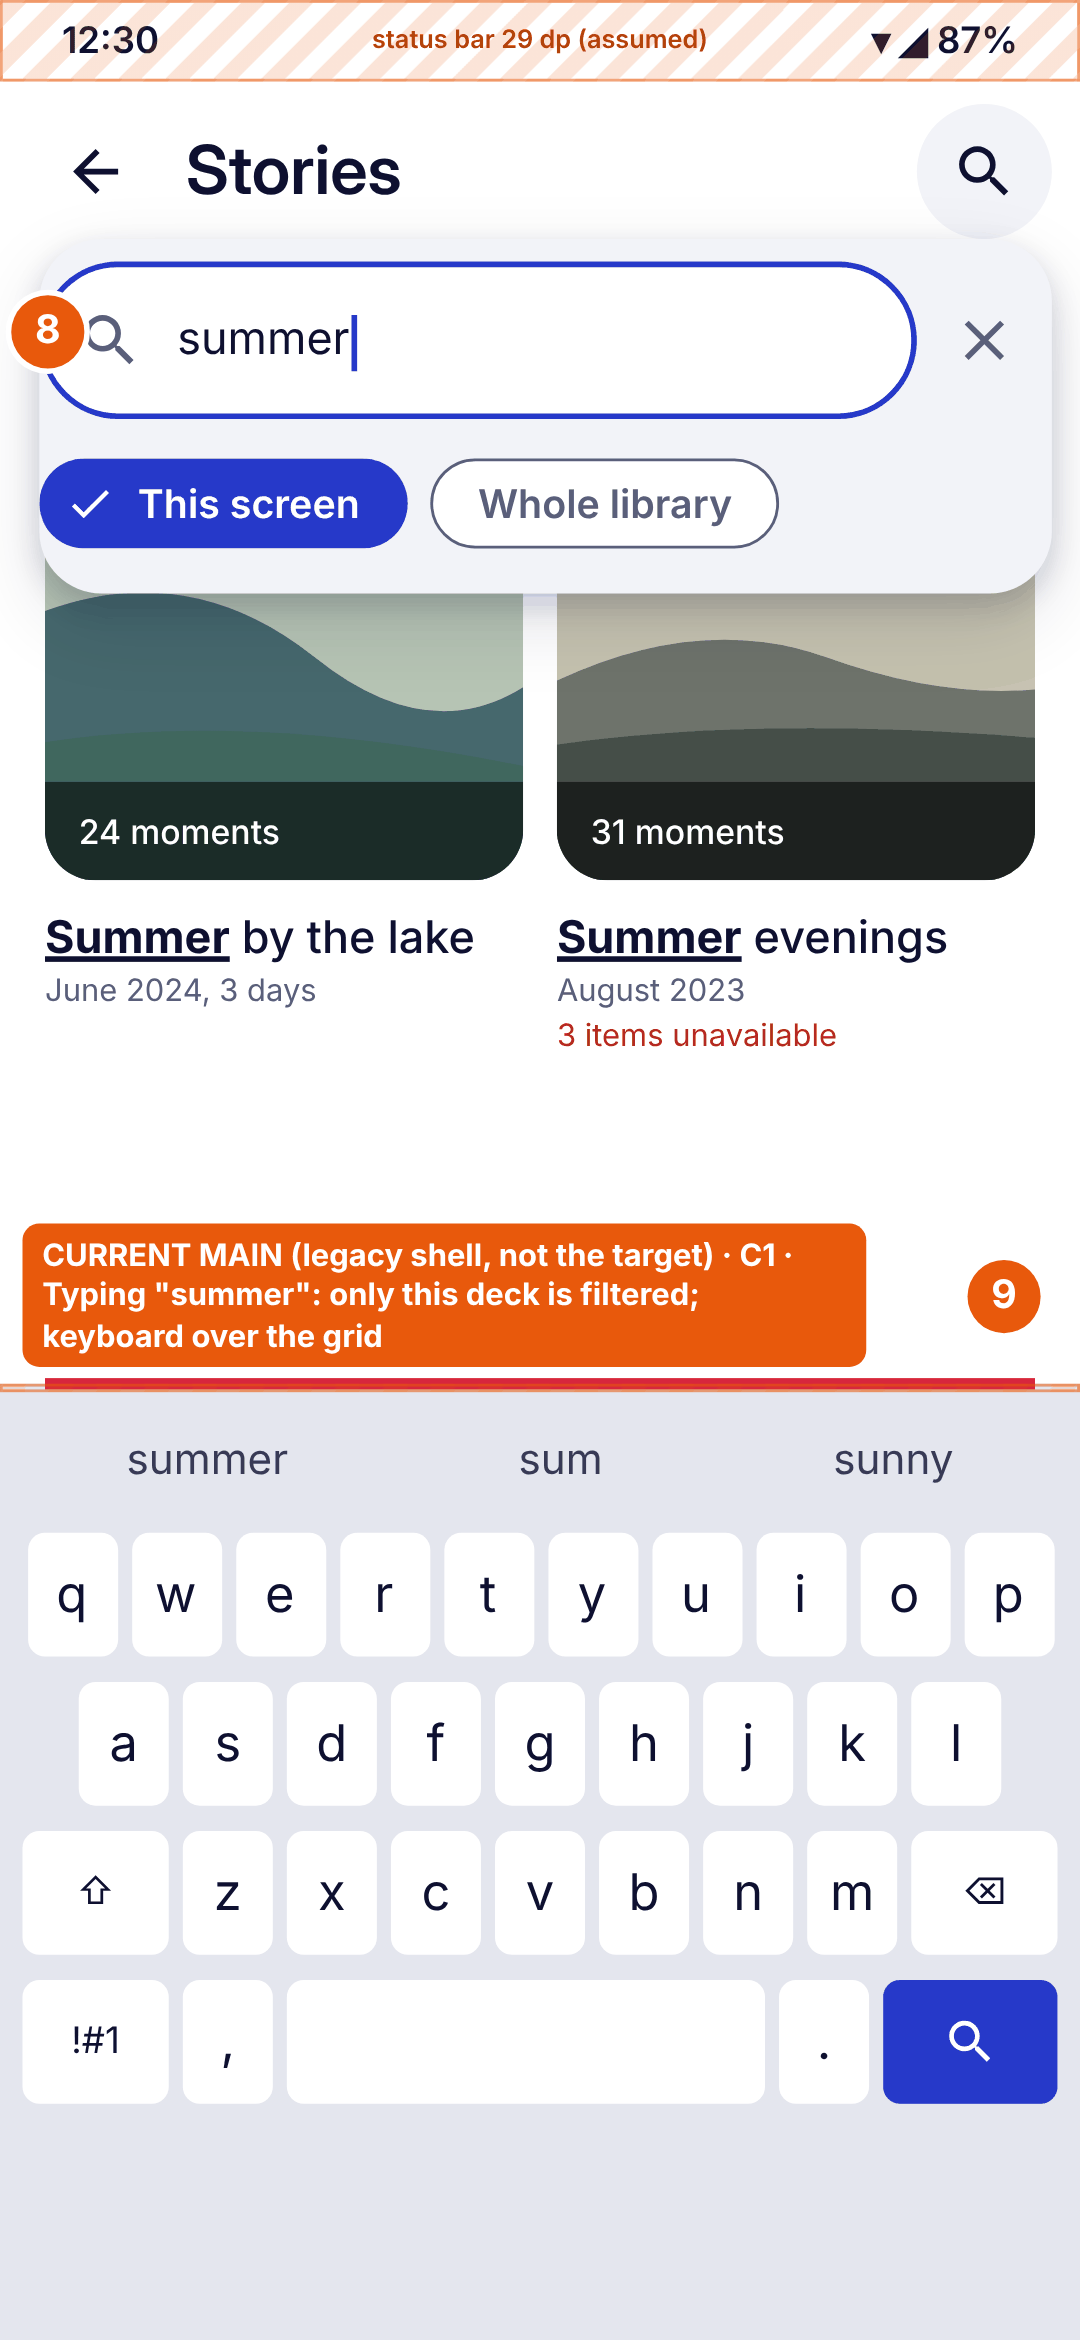 12:30 status bar 29 dp (assumed) 87%
Stories
8 summer
This screen Whole library
24 moments 31 moments
Summer by the lake Summer evenings
June 2024, 3 days August 2023
3 items unavailable
CURRENT MAIN (legacy shell, not the target) · C1 ·
Typing "summer": only this deck is filtered;
keyboard over the grid
9
summer sum sunny
q w e r t y u i o p
a s d f g h j k l
z x c v b n m
!#1 , .